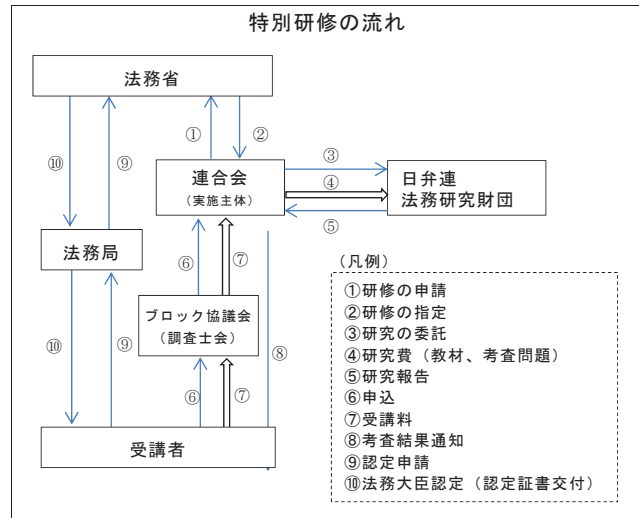 特別研修の流れ
法務省
①
②
⑩
⑨
③
連合会
(実施主体)
④
日弁連
法務研究財団
⑤
法務局
⑥
⑦
ブロック協議会
(調査士会)
⑩
⑨
⑧
⑥
⑦
受講者
(凡例)
①研修の申請
②研修の指定
③研究の委託
④研究費(教材、考査問題)
⑤研究報告
⑥申込
⑦受講料
⑧考査結果通知
⑨認定申請
⑩法務大臣認定(認定証書交付)